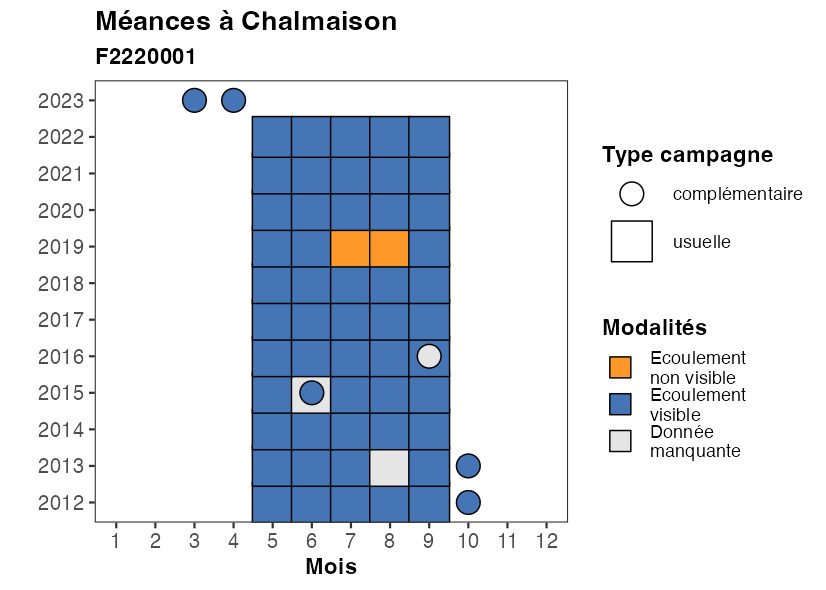 Méances à Chalmaison
F2220001
2023
2022
2021
2020
2019
2018
2017
2016
2015
2014
2013
2012
1 2 3 4 5 6 7 8 9 10 11 12
Mois
Type campagne
complémentaire
usuelle
Modalités
Ecoulement
non visible
Ecoulement
visible
Donnée
manquante